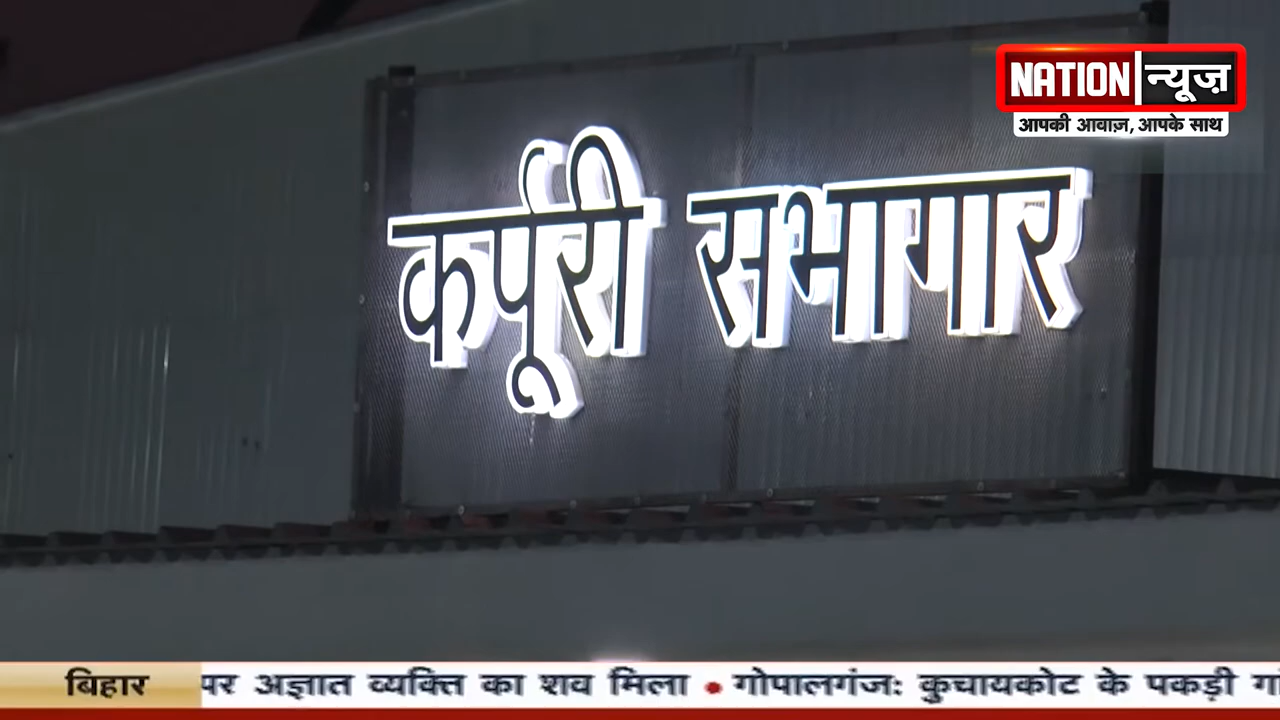 NATION न्यूज़
आपकी आवाज़, आपके साथ
कर्पूरी सभागार
बिहार
पर अज्ञात व्यक्ति का शव मिला • गोपालगंज: कुचायकोट के पकड़ी